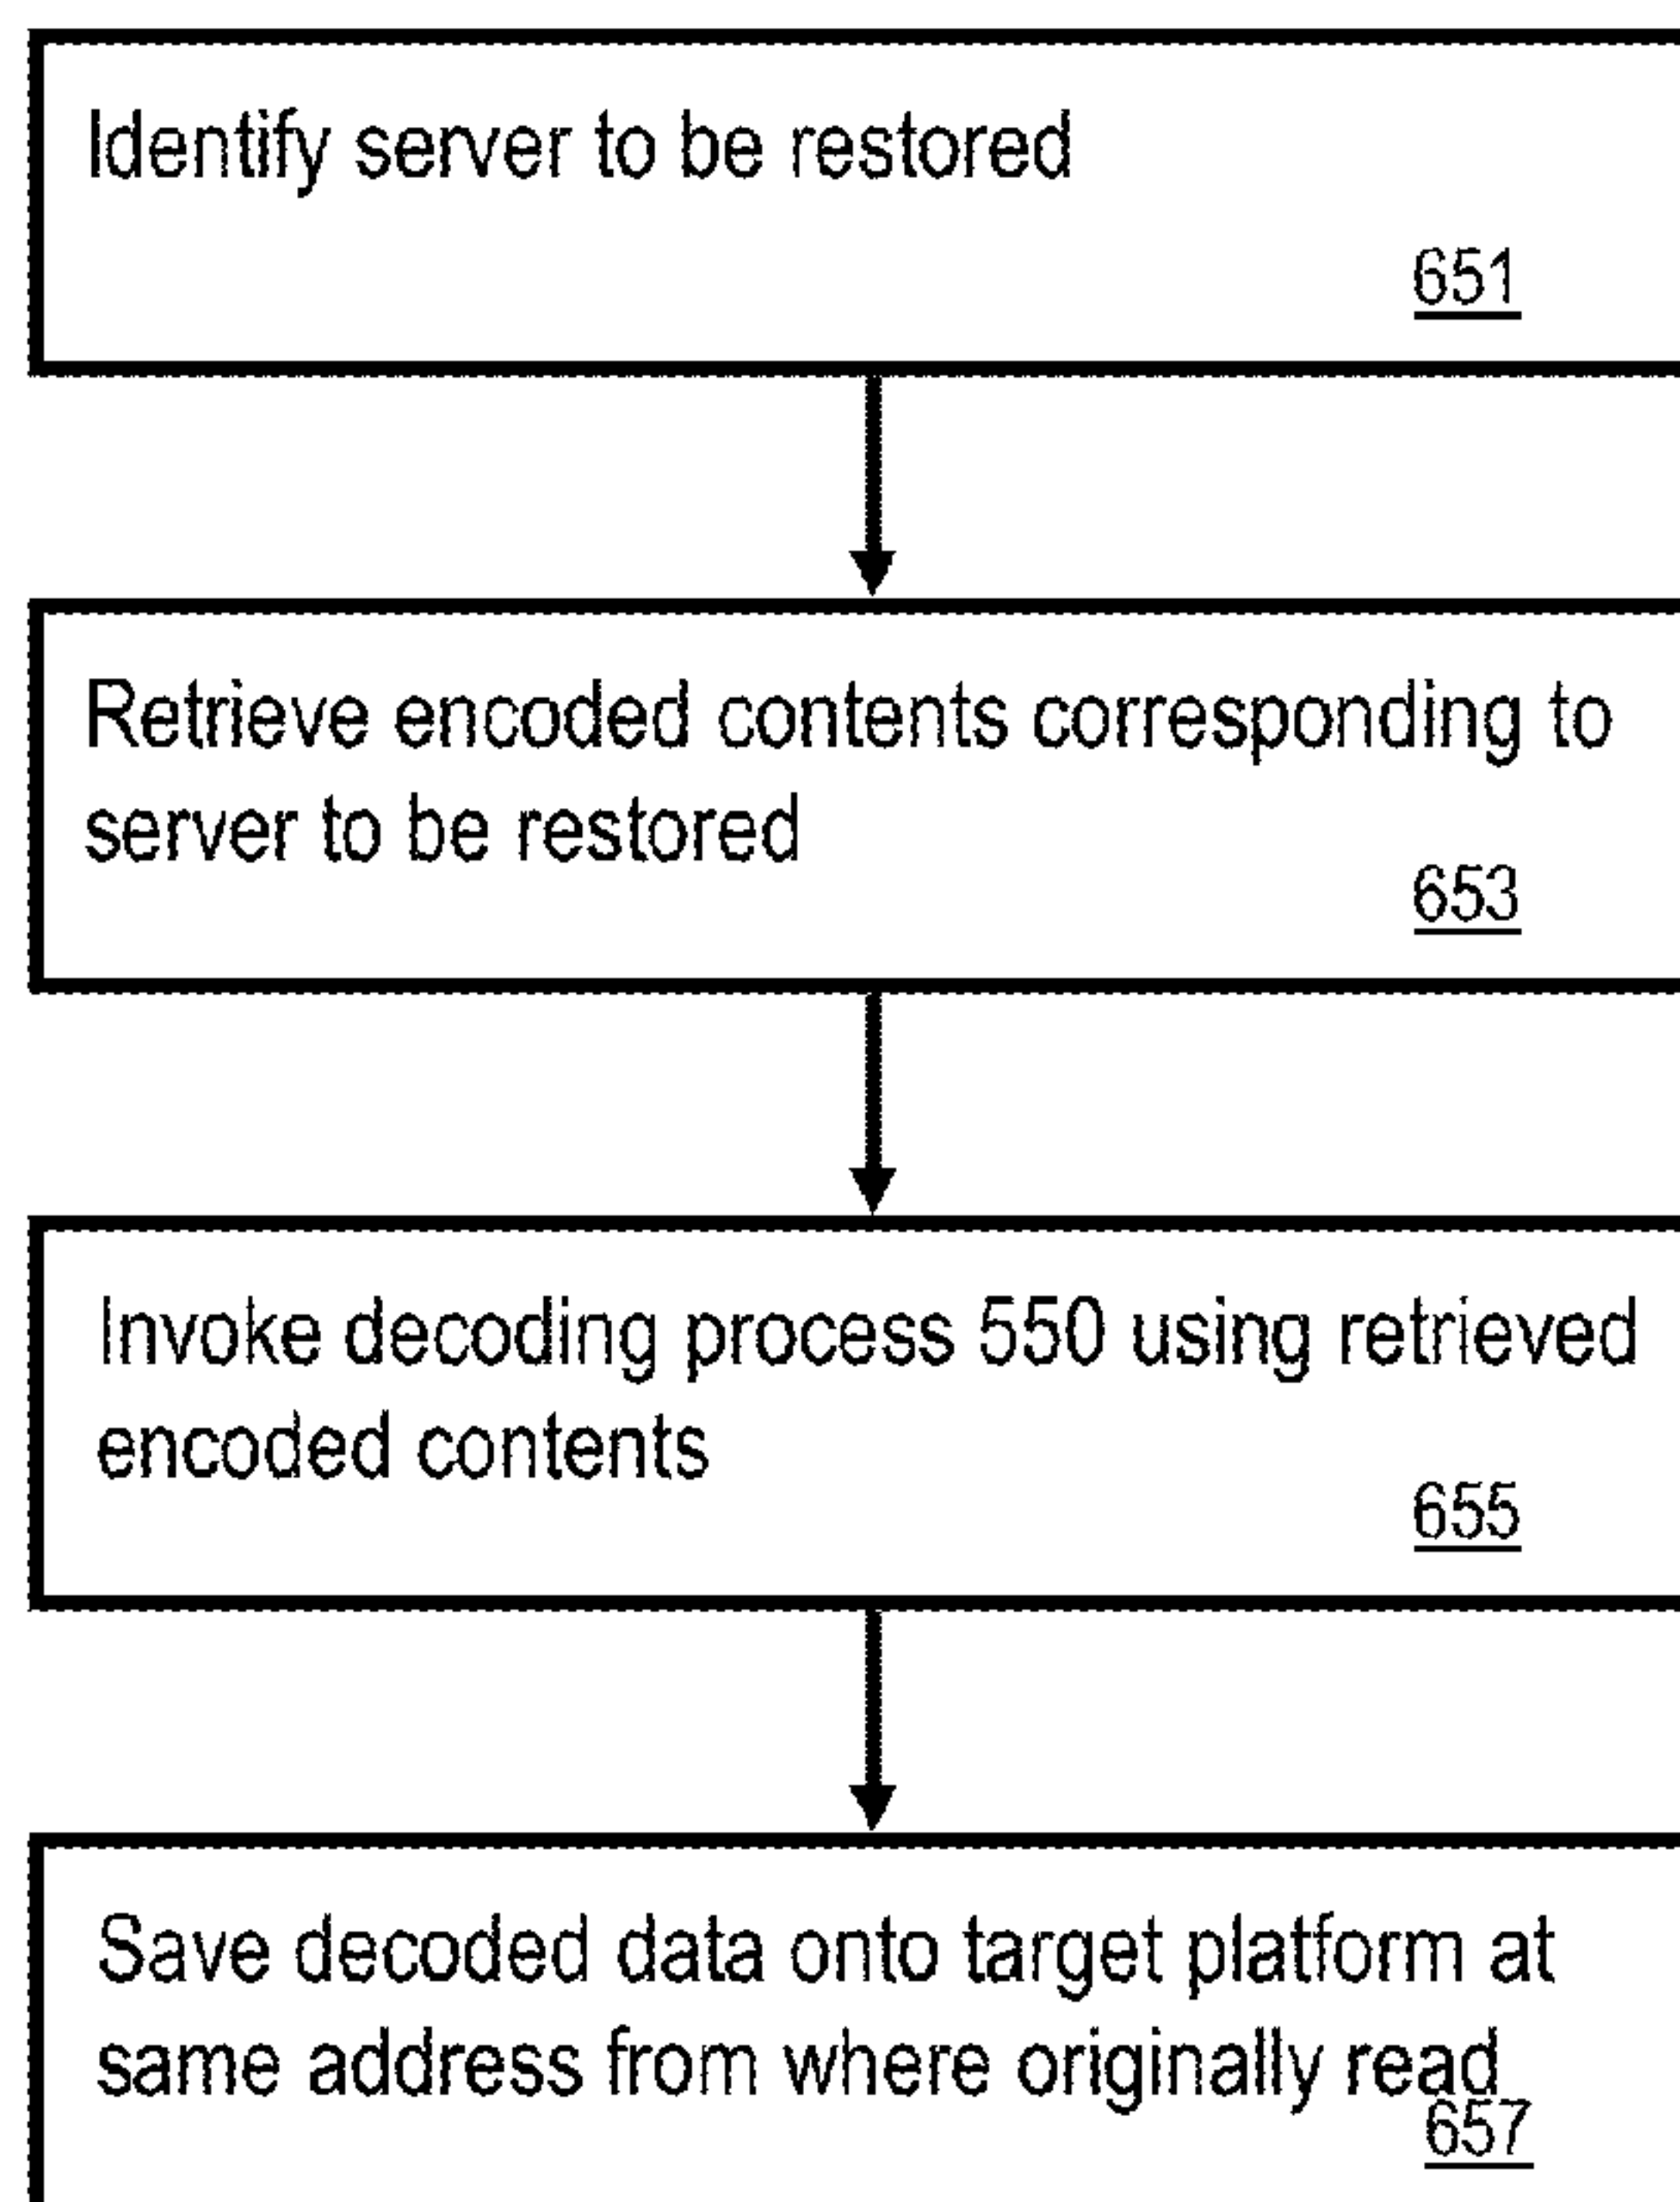 Identify server to be restored
651
Retrieve encoded contents corresponding to
server to be restored
653
Invoke decoding process 550 using retrieved
encoded contents
655
Save decoded data onto target platform at
same address from where originally read
657